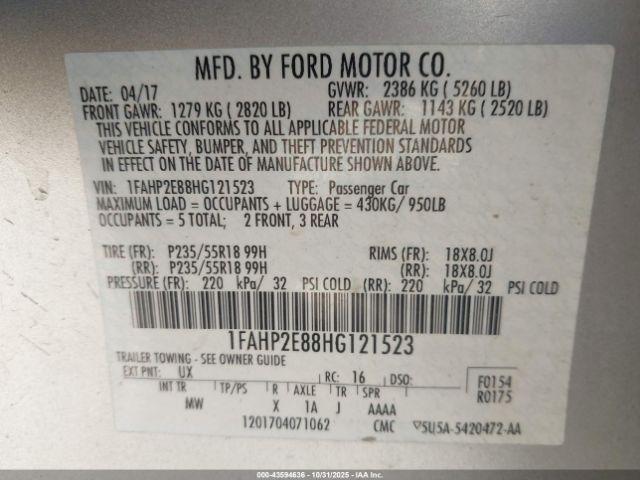 MFD. BY FORD MOTOR CO.
DATE: 04/17 GVWR: 2386 KG ( 5260 LB)
FRONT GAWR: 1279 KG ( 2820 LB) REAR GAWR: 1143 KG ( 2520 LB)
THIS VEHICLE CONFORMS TO ALL APPLICABLE FEDERAL MOTOR
VEHICLE SAFETY, BUMPER, AND THEFT PREVENTION STANDARDS
IN EFFECT ON THE DATE OF MANUFACTURE SHOWN ABOVE.
VIN: 1FAHP2E88HG121523 TYPE: Passenger Car
MAXIMUM LOAD = OCCUPANTS + LUGGAGE = 430KG/ 950LB
OCCUPANTS = 5 TOTAL; 2 FRONT, 3 REAR
TIRE (FR): P235/55R18 99H RIMS (FR): 18X8.0J
(RR): P235/55R18 99H (RR): 18X8.0J
PRESSURE (FR): 220 kPa/ 32 PSI COLD (RR): 220 kPa/ 32 PSI COLD
1FAHP2E88HG121523
TRAILER TOWING - SEE OWNER GUIDE
EXT PNT: UX RC: 16 DSO: F0154
INT TR TP/PS R AXLE TR SPR R0175
MW X 1A J AAAA
1201704071062 CMC ▽5U5A-5420472-AA
000-43594636 - 10/31/2025 - IAA Inc.